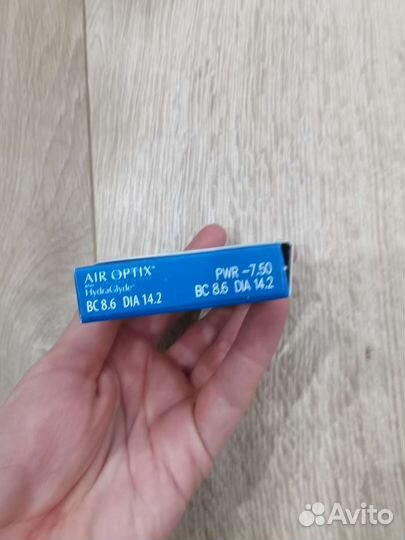 AIR OPTIX®
plus
HydraGlyde®
BC 8.6 DIA 14.2
PWR -7.50
BC 8.6 DIA 14.2
Avito